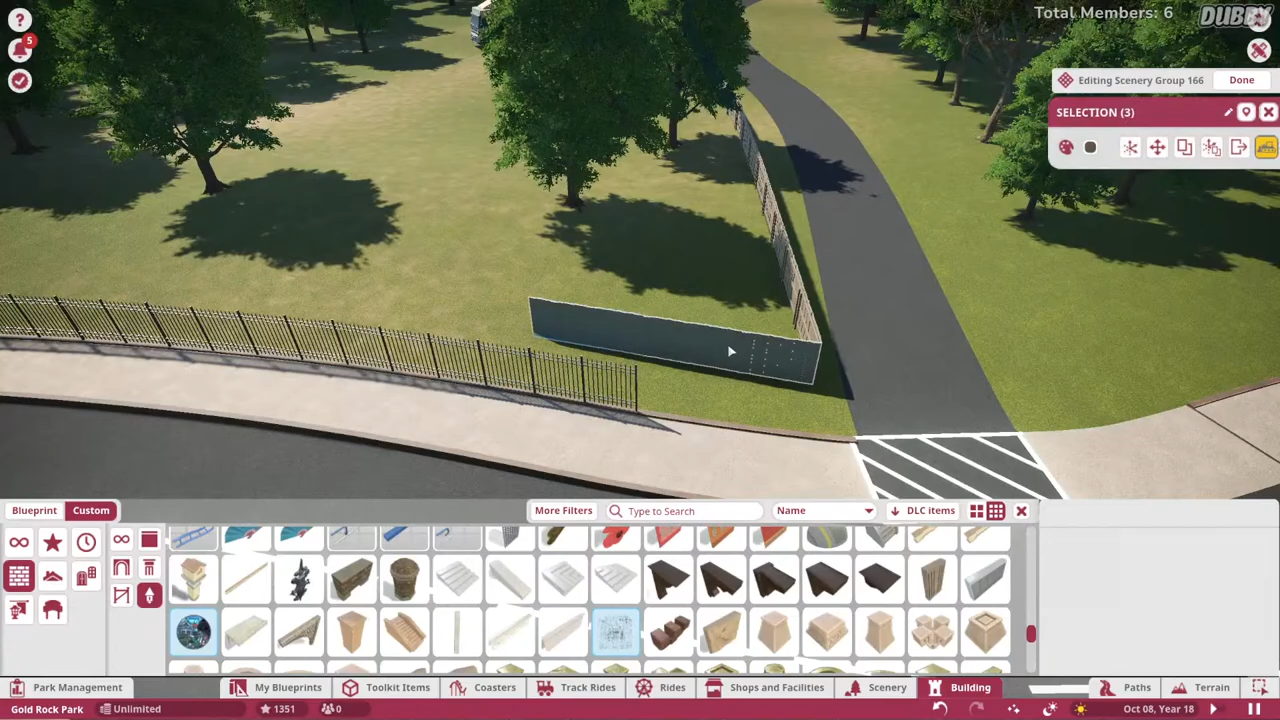 ?
Total Members: 6
DUBBY
5
Editing Scenery Group 166
Done
SELECTION (3)
Blueprint
Custom
More Filters
Type to Search
Name
DLC items
Park Management
My Blueprints
Toolkit Items
Coasters
Track Rides
Rides
Shops and Facilities
Scenery
Building
Paths
Terrain
Gold Rock Park
Unlimited
1351
0
Oct 08, Year 18